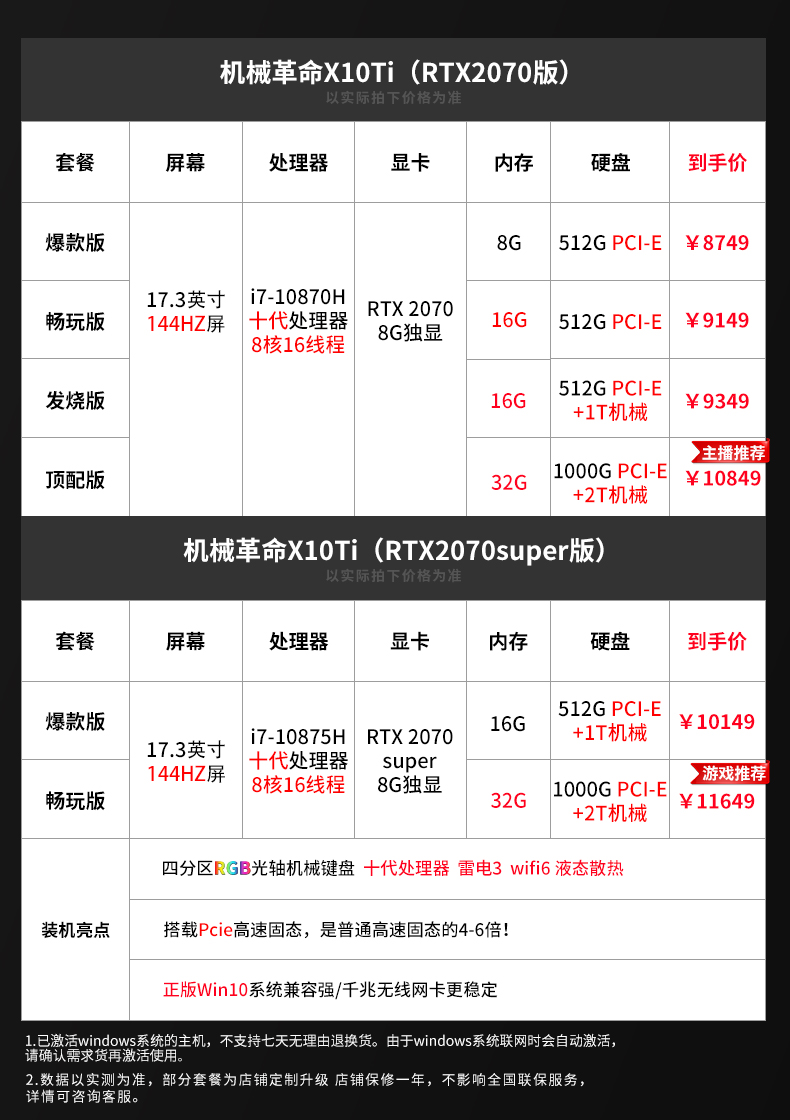 机械革命X10Ti（RTX2070版）
以实际拍下价格为准
套餐 屏幕 处理器 显卡 内存 硬盘 到手价
爆款版 8G 512G PCI-E ￥8749
17.3英寸
144HZ屏
i7-10870H
十代处理器
8核16线程
RTX 2070
8G独显
畅玩版 16G 512G PCI-E ￥9149
发烧版 16G 512G PCI-E
+1T机械
￥9349
主播推荐
顶配版 32G 1000G PCI-E
+2T机械
￥10849
机械革命X10Ti（RTX2070super版）
以实际拍下价格为准
套餐 屏幕 处理器 显卡 内存 硬盘 到手价
爆款版 16G 512G PCI-E
+1T机械
￥10149
17.3英寸
144HZ屏
i7-10875H
十代处理器
8核16线程
RTX 2070
super
8G独显
游戏推荐
畅玩版 32G 1000G PCI-E
+2T机械
￥11649
装机亮点
四分区RGB光轴机械键盘 十代处理器 雷电3 wifi6 液态散热
搭载Pcie高速固态，是普通高速固态的4-6倍！
正版Win10系统兼容强/千兆无线网卡更稳定
1.已激活windows系统的主机，不支持七天无理由退换货。由于windows系统联网时会自动激活，
请确认需求货再激活使用。
2.数据以实测为准，部分套餐为店铺定制升级 店铺保修一年，不影响全国联保服务，
详情可咨询客服。